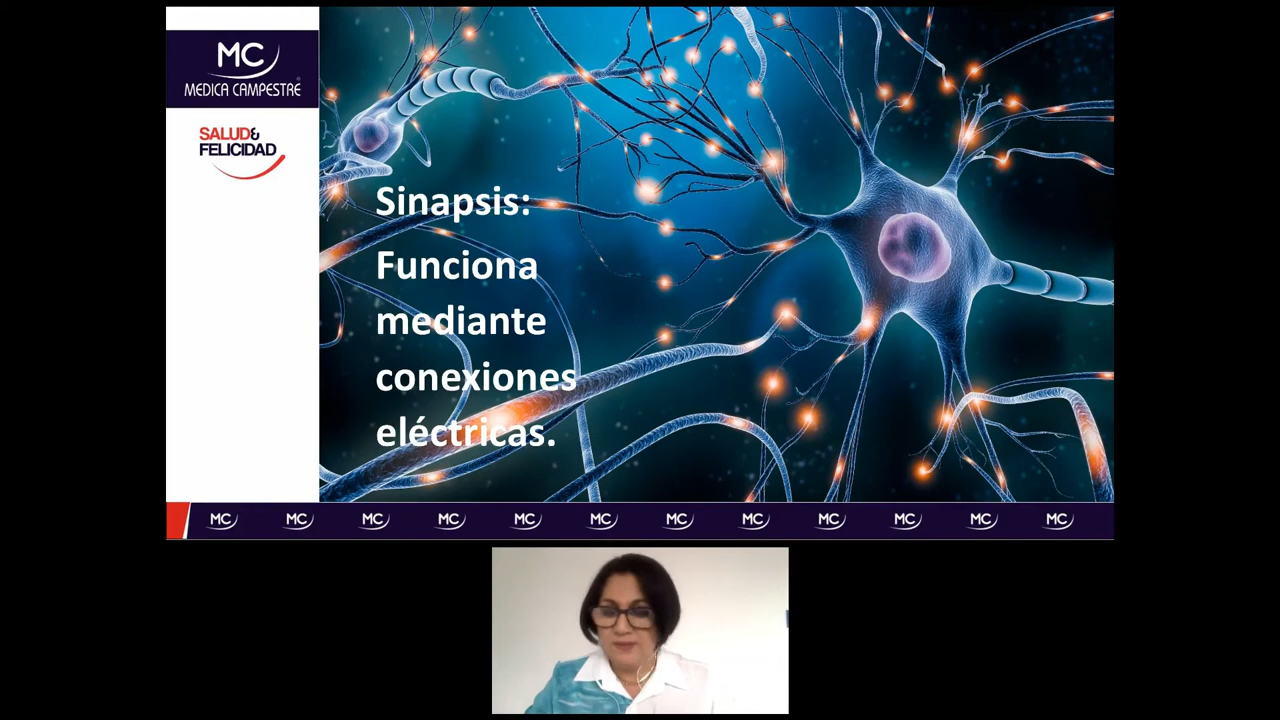 MC
MEDICA CAMPESTRE
SALUD&
FELICIDAD
Sinapsis:
Funciona
mediante
conexiones
eléctricas.
MC MC MC MC MC MC MC MC MC MC MC MC